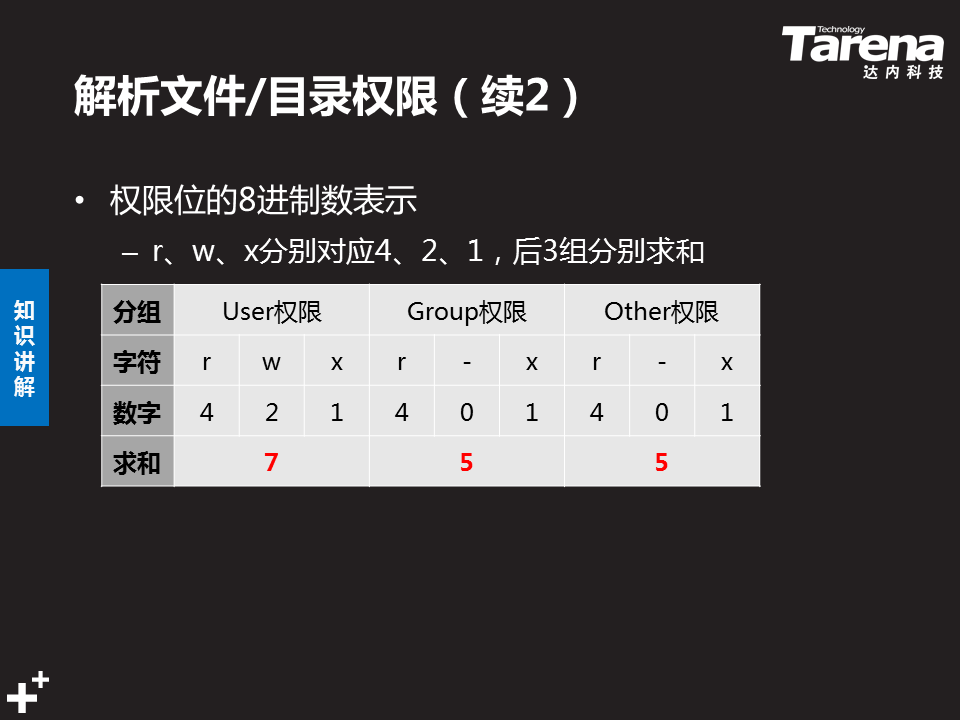 Technology
Tarena
达内科技
解析文件/目录权限（续2）
• 权限位的8进制数表示
– r、w、x分别对应4、2、1，后3组分别求和
知识讲解
分组 User权限 Group权限 Other权限
字符 r w x r - x r - x
数字 4 2 1 4 0 1 4 0 1
求和 7 5 5